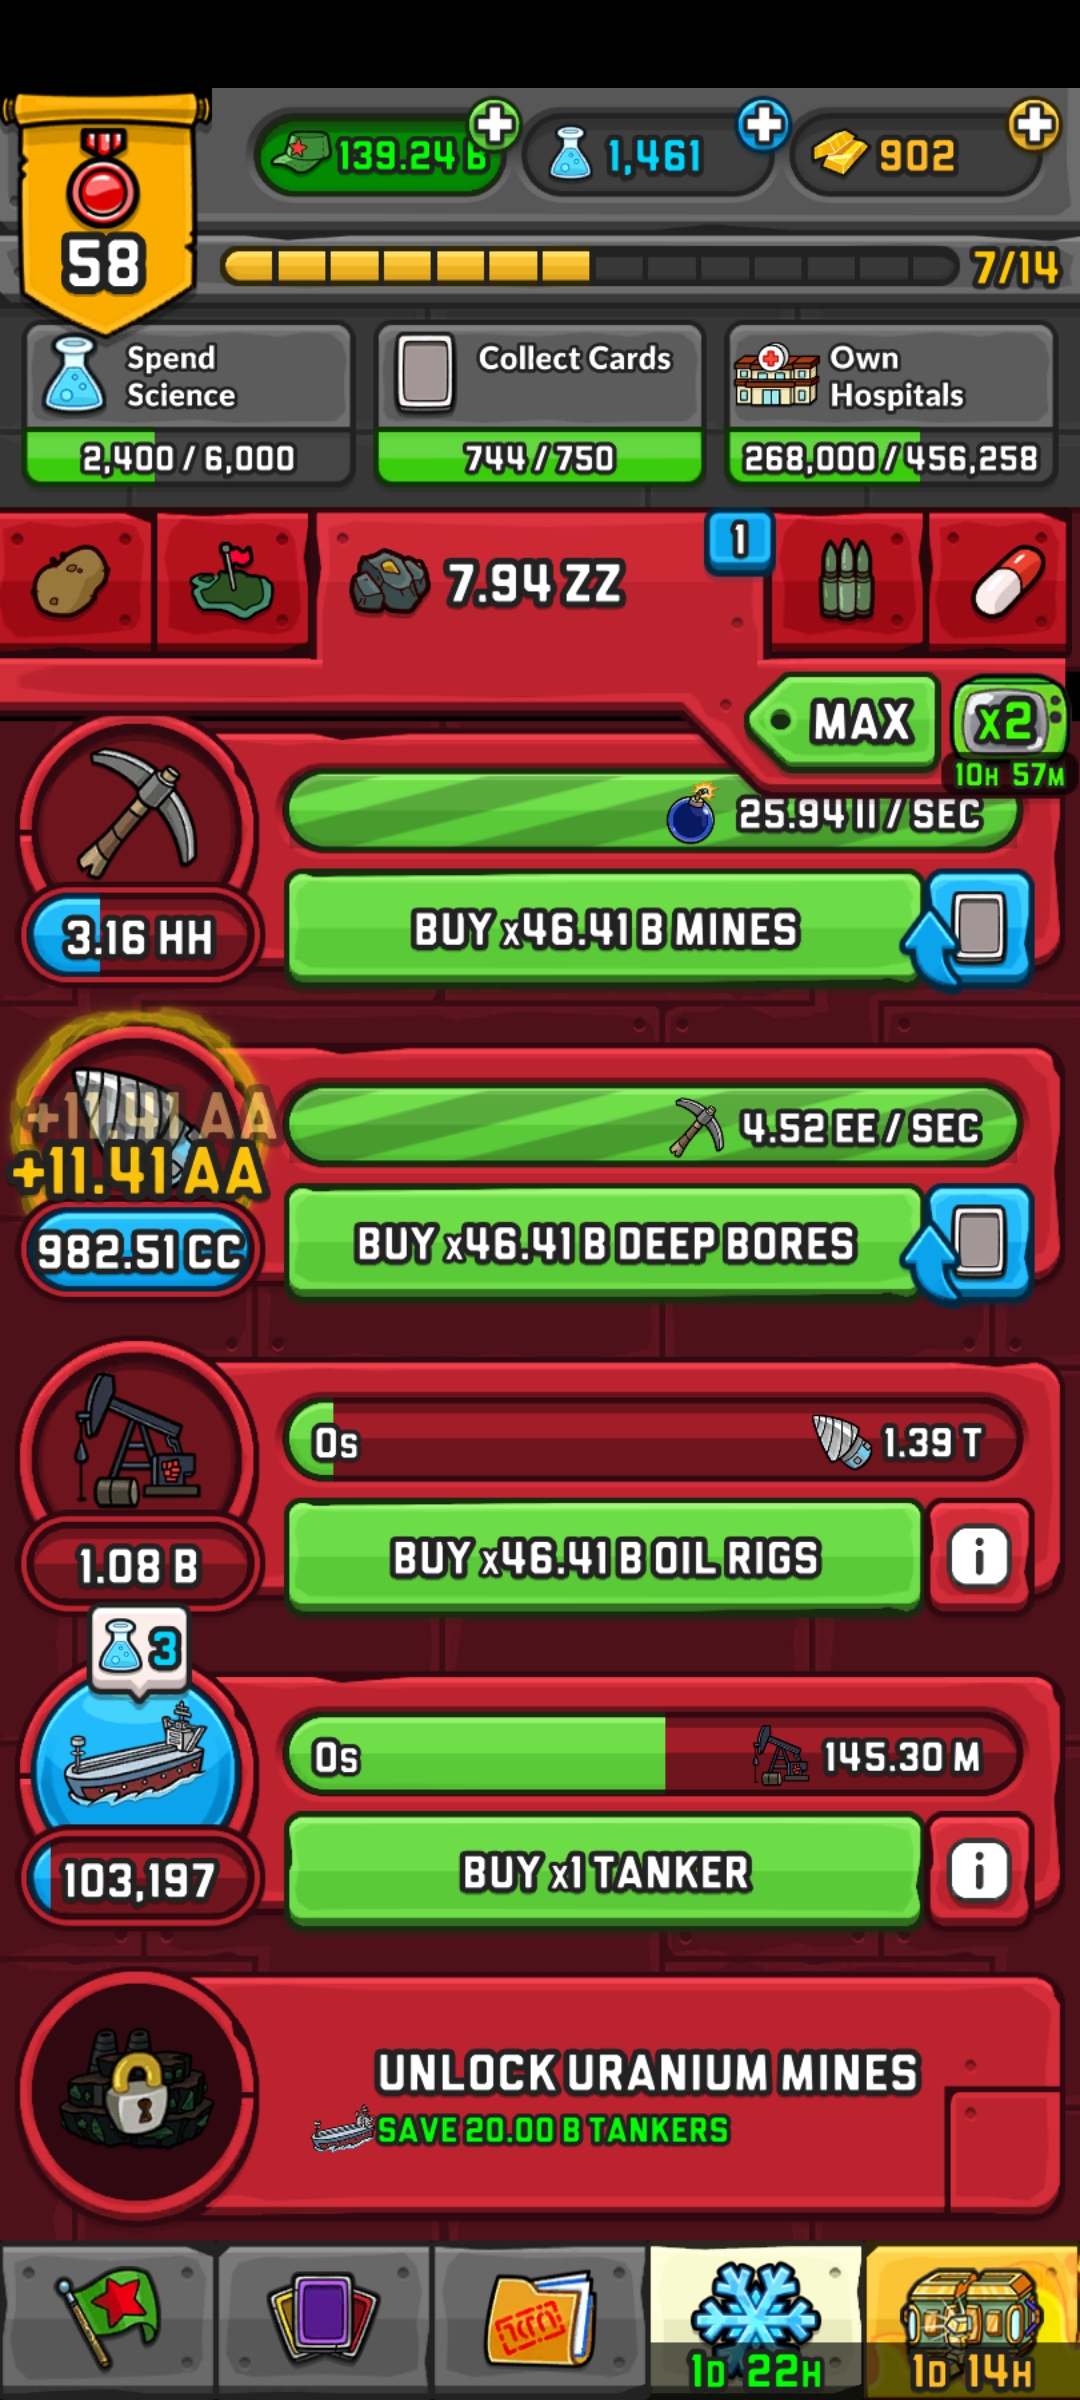 58
139.24 B
1,461
902
7/14
Spend
Science
2,400 / 6,000
Collect Cards
744 / 750
Own
Hospitals
268,000 / 456,258
7.94 ZZ
1
MAX
x2
10H 57M
25.94 II / SEC
3.16 HH
BUY x46.41 B MINES
+11.41 AA
+11.41 AA
4.52 EE / SEC
982.51 CC
BUY x46.41 B DEEP BORES
0s
1.39 T
1.08 B
BUY x46.41 B OIL RIGS
i
3
0s
145.30 M
103,197
BUY x1 TANKER
i
UNLOCK URANIUM MINES
SAVE 20.00 B TANKERS
1D 22H
1D 14H